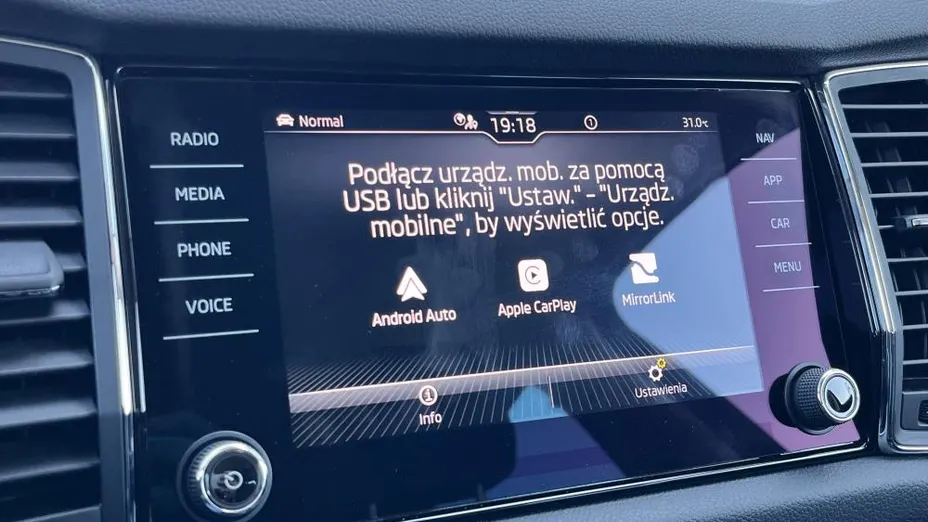 RADIO
MEDIA
PHONE
VOICE
Normal
19:18
1
31.0°C
Podłącz urządz. mob. za pomocą
USB lub kliknij "Ustaw." – "Urządz.
mobilne", by wyświetlić opcje.
Android Auto
Apple CarPlay
MirrorLink
Info
Ustawienia
NAV
APP
CAR
MENU